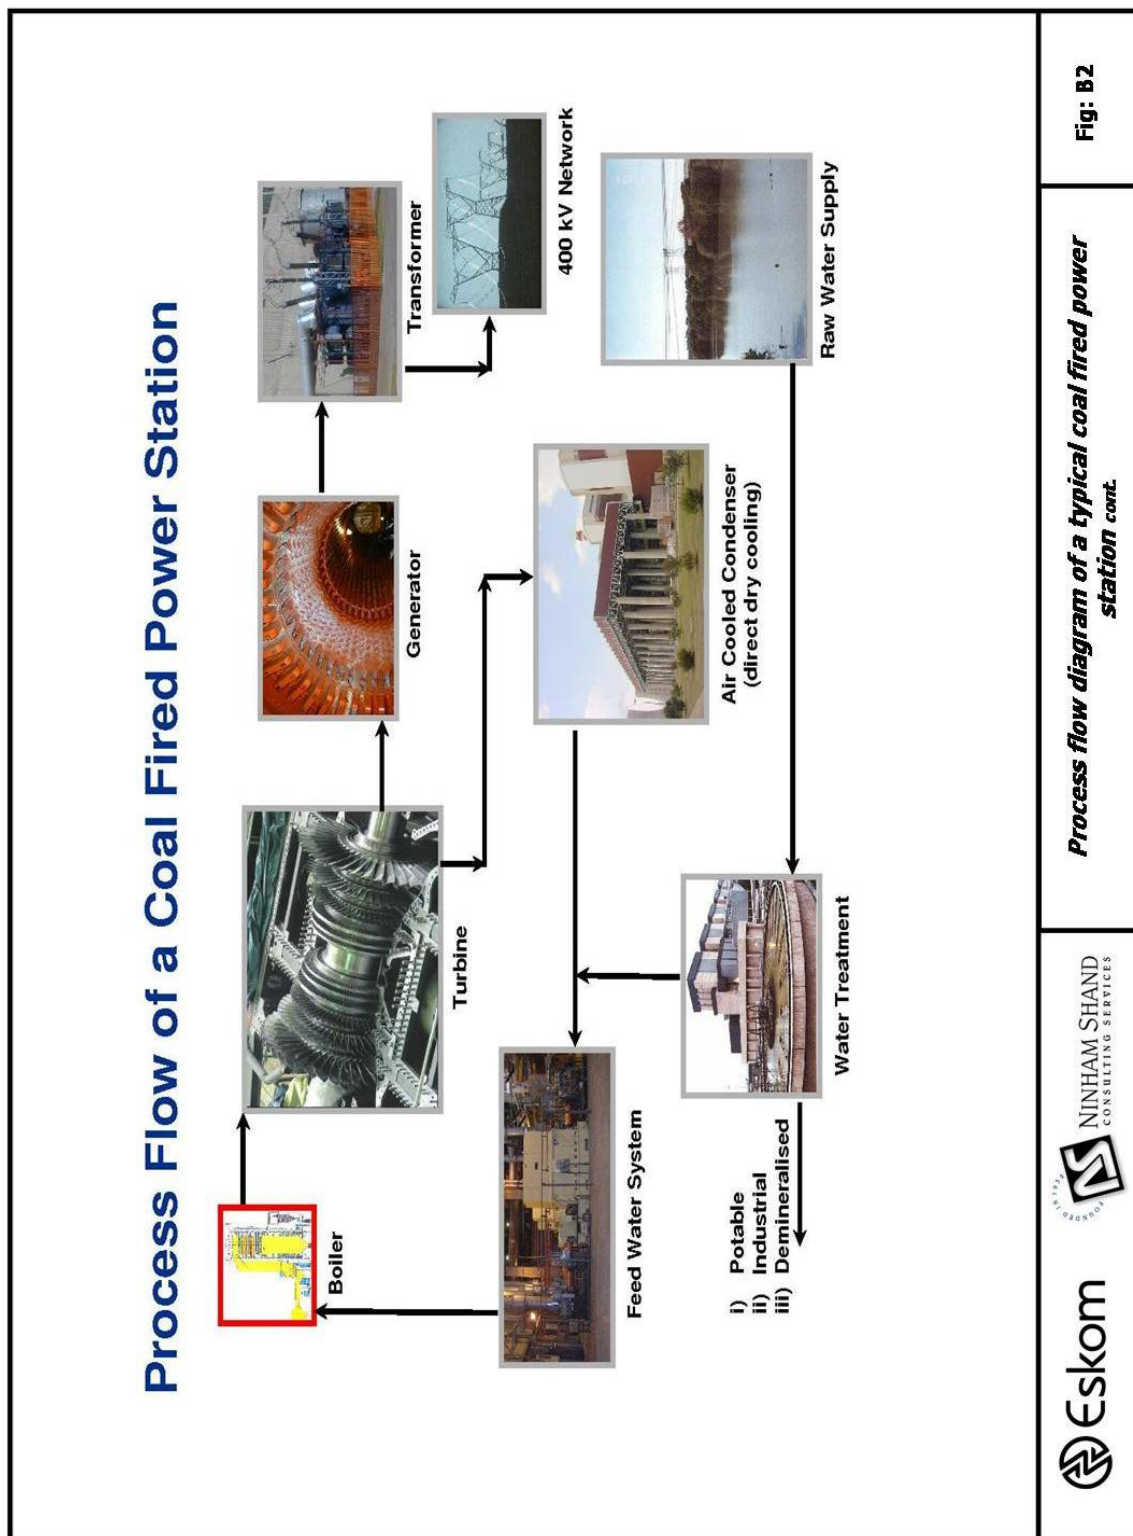 Process Flow of a Coal Fired Power Station
Boiler
Turbine
Generator
Transformer
400 kV Network
Feed Water System
Air Cooled Condenser
(direct dry cooling)
i) Potable
ii) Industrial
iii) Demineralised
Water Treatment
Raw Water Supply
Eskom
FOUNDED IN
NINHAM SHAND
CONSULTING SERVICES
Process flow diagram of a typical coal fired power
station cont.
Fig: B2